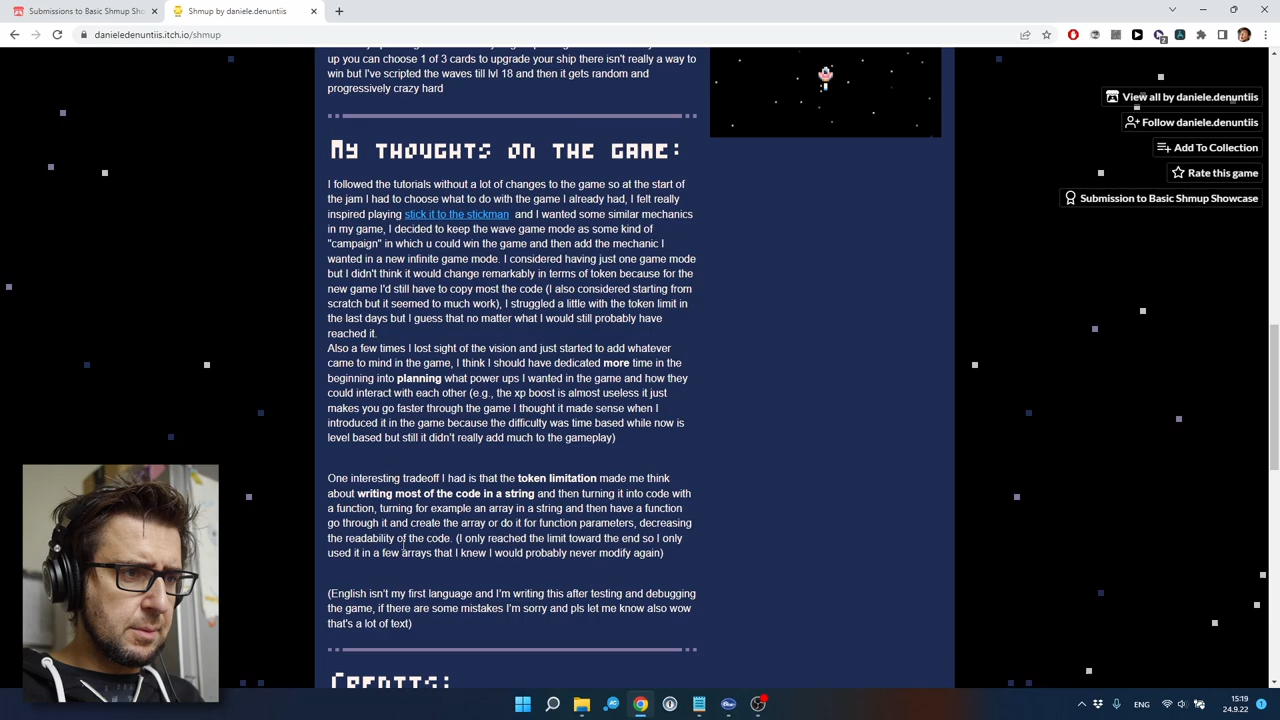 Submissions to Basic Shmup Sho
Shmup by daniele.denuntiis
danieledenuntiis.itch.io/shmup
up you can choose 1 of 3 cards to upgrade your ship there isn't really a way to
win but I've scripted the waves till lvl 18 and then it gets random and
progressively crazy hard
View all by daniele.denuntiis
Follow daniele.denuntiis
Add To Collection
Rate this game
Submission to Basic Shmup Showcase
My thoughts on the game:
I followed the tutorials without a lot of changes to the game so at the start of
the jam I had to choose what to do with the game I already had, I felt really
inspired playing stick it to the stickman and I wanted some similar mechanics
in my game, I decided to keep the wave game mode as some kind of
"campaign" in which u could win the game and then add the mechanic I
wanted in a new infinite game mode. I considered having just one game mode
but I didn't think it would change remarkably in terms of token because for the
new game I'd still have to copy most the code (I also considered starting from
scratch but it seemed to much work), I struggled a little with the token limit in
the last days but I guess that no matter what I would still probably have
reached it.
Also a few times I lost sight of the vision and just started to add whatever
came to mind in the game, I think I should have dedicated more time in the
beginning into planning what power ups I wanted in the game and how they
could interact with each other (e.g., the xp boost is almost useless it just
makes you go faster through the game I thought it made sense when I
introduced it in the game because the difficulty was time based while now is
level based but still it didn't really add much to the gameplay)
One interesting tradeoff I had is that the token limitation made me think
about writing most of the code in a string and then turning it into code with
a function, turning for example an array in a string and then have a function
go through it and create the array or do it for function parameters, decreasing
the readability of the code. (I only reached the limit toward the end so I only
used it in a few arrays that I knew I would probably never modify again)
(English isn't my first language and I'm writing this after testing and debugging
the game, if there are some mistakes I'm sorry and pls let me know also wow
that's a lot of text)
Credits:
ENG
15:19
24.9.22